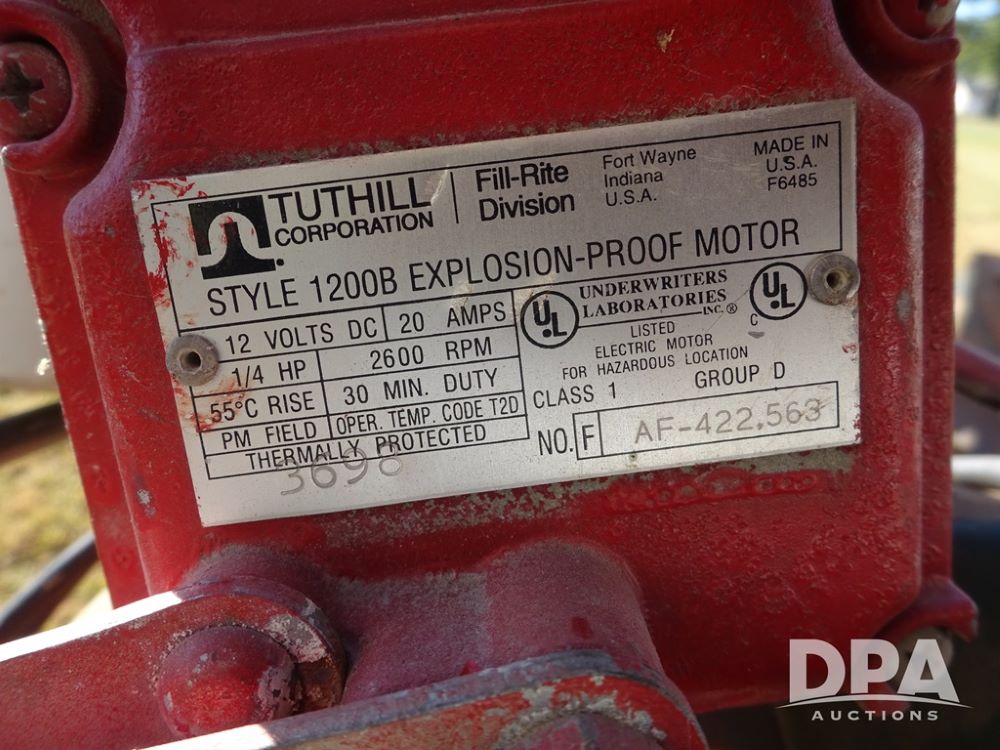 TUTHILL
CORPORATION
Fill-Rite
Division
Fort Wayne
Indiana
U.S.A.
MADE IN
U.S.A.
F6485
STYLE 1200B EXPLOSION-PROOF MOTOR
12 VOLTS DC 20 AMPS
1/4 HP 2600 RPM
55°C RISE 30 MIN. DUTY
PM FIELD OPER. TEMP. CODE T2D
THERMALLY PROTECTED
3698
UL UNDERWRITERS
LABORATORIES
INC.®
C UL
LISTED
ELECTRIC MOTOR
FOR HAZARDOUS LOCATION
CLASS 1 GROUP D
NO. F AF-422,563
DPA
AUCTIONS